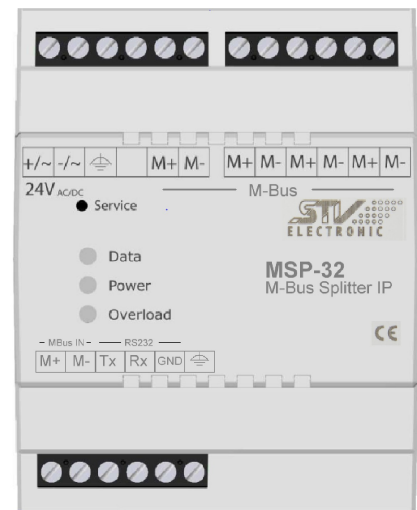 +/~ -/~ M+ M- M+ M- M+ M- M+ M-
24V AC/DC M-Bus
Service
STV
ELECTRONIC
Data
MSP-32
Power
M-Bus Splitter IP
Overload
CE
MBus IN RS232
M+ M- Tx Rx GND